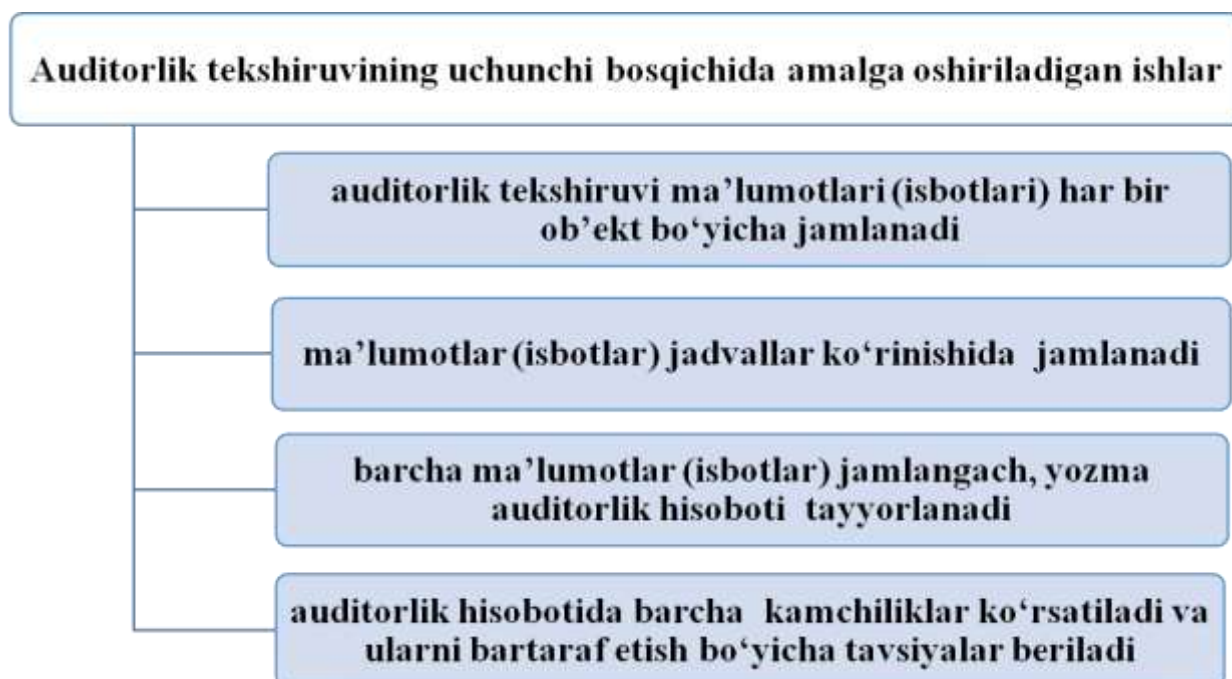 Auditorlik tekshiruvining uchunchi bosqichida amalga oshiriladigan ishlar
auditorlik tekshiruvi ma’lumotlari (isbotlari) har bir
ob’ekt bo‘yicha jamlanadi
ma’lumotlar (isbotlar) jadvallar ko‘rinishida jamlanadi
barcha ma’lumotlar (isbotlar) jamlangach, yozma
auditorlik hisoboti tayyorlanadi
auditorlik hisobotida barcha kamchiliklar ko‘rsatiladi va
ularni bartaraf etish bo‘yicha tavsiyalar beriladi